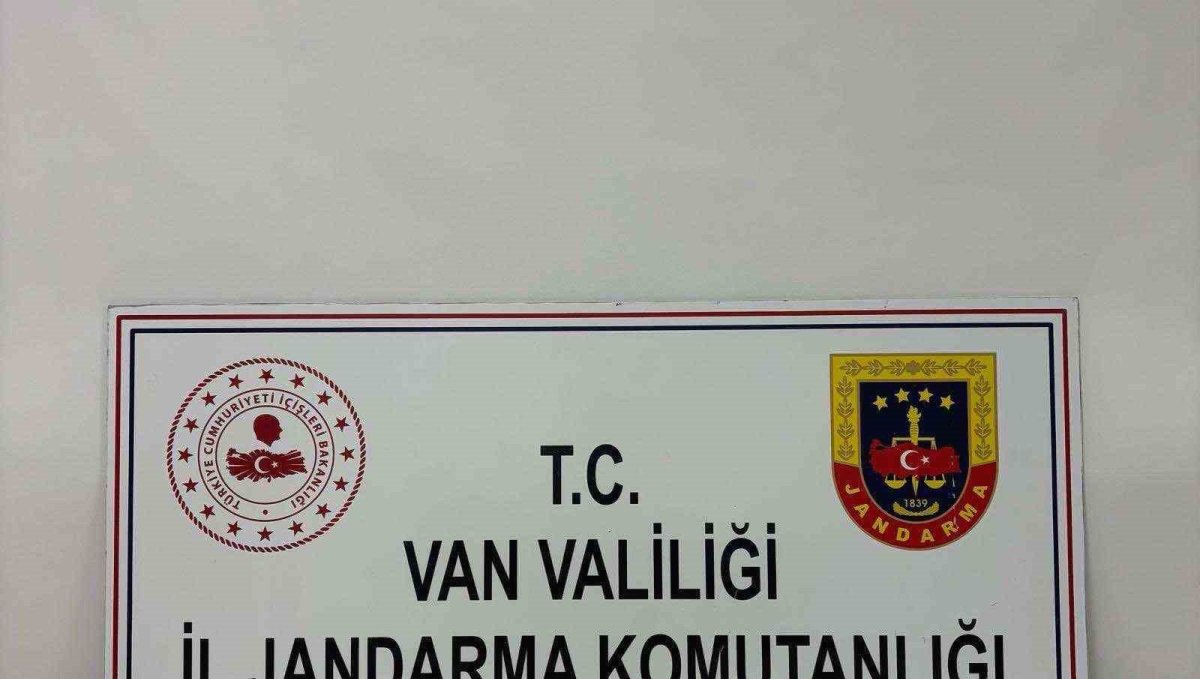 TÜRKİYE CUMHURİYETİ İÇİŞLERİ BAKANLIĞI
1839
JANDARMA
T.C.
VAN VALİLİĞİ
İL JANDARMA KOMUTANLIĞI